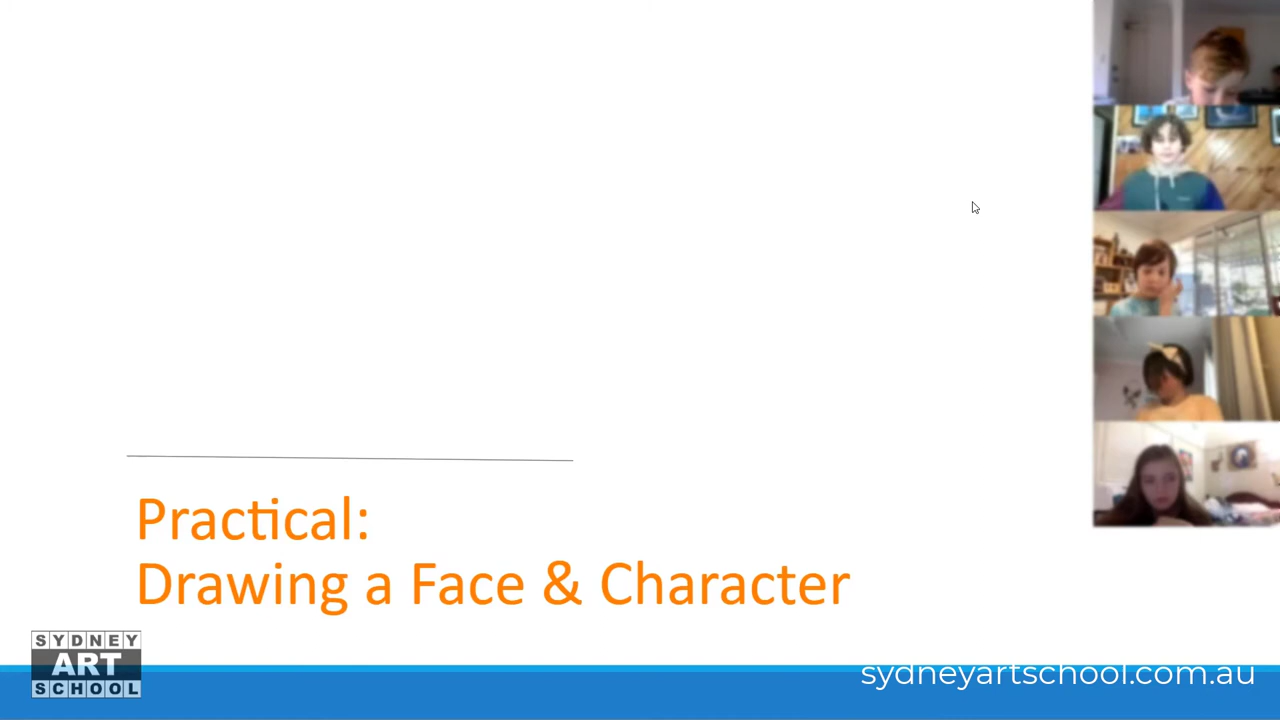 Practical:
Drawing a Face & Character
SYDNEY
ART
SCHOOL
sydneyartschool.com.au